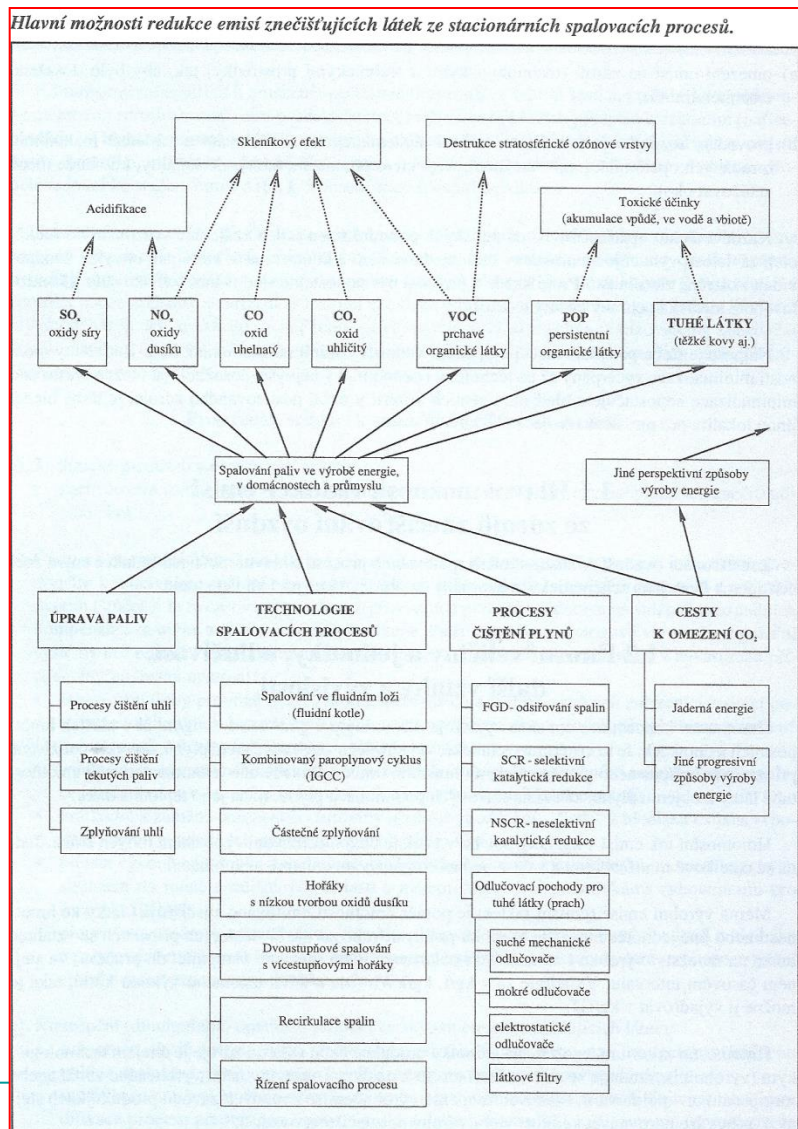 Hlavní možnosti redukce emisí znečišťujících látek ze stacionárních spalovacích procesů.
Skleníkový efekt
Destrukce stratosférické ozónové vrstvy
Acidifikace
Toxické účinky
(akumulace vpůdě, ve vodě a vbiotě)
SOₓ
oxidy síry
NOₓ
oxidy
dusíku
CO
oxid
uhelnatý
CO₂
oxid
uhličitý
VOC
prchavé
organické látky
POP
persistentní
organické látky
TUHÉ LÁTKY
(těžké kovy aj.)
Spalování paliv ve výrobě energie,
v domácnostech a průmyslu
Jiné perspektivní způsoby
výroby energie
ÚPRAVA PALIV
Procesy čištění uhlí
Procesy čištění
tekutých paliv
Zplyňování uhlí
TECHNOLOGIE
SPALOVACÍCH PROCESŮ
Spalování ve fluidním loži
(fluidní kotle)
Kombinovaný paroplynový cyklus
(IGCC)
Částečné zplyňování
Hořáky
s nízkou tvorbou oxidů dusíku
Dvoustupňové spalování
s vícestupňovými hořáky
Recirkulace spalin
Řízení spalovacího procesu
PROCESY
ČIŠTĚNÍ PLYNŮ
FGD- odsiřování spalin
SCR - selektivní
katalytická redukce
NSCR - neselektivní
katalytická redukce
Odlučovací pochody pro
tuhé látky (prach)
suché mechanické
odlučovače
mokré odlučovače
elektrostatické
odlučovače
látkové filtry
CESTY
K OMEZENÍ CO₂
Jaderná energie
Jiné progresivní
způsoby výroby
energie